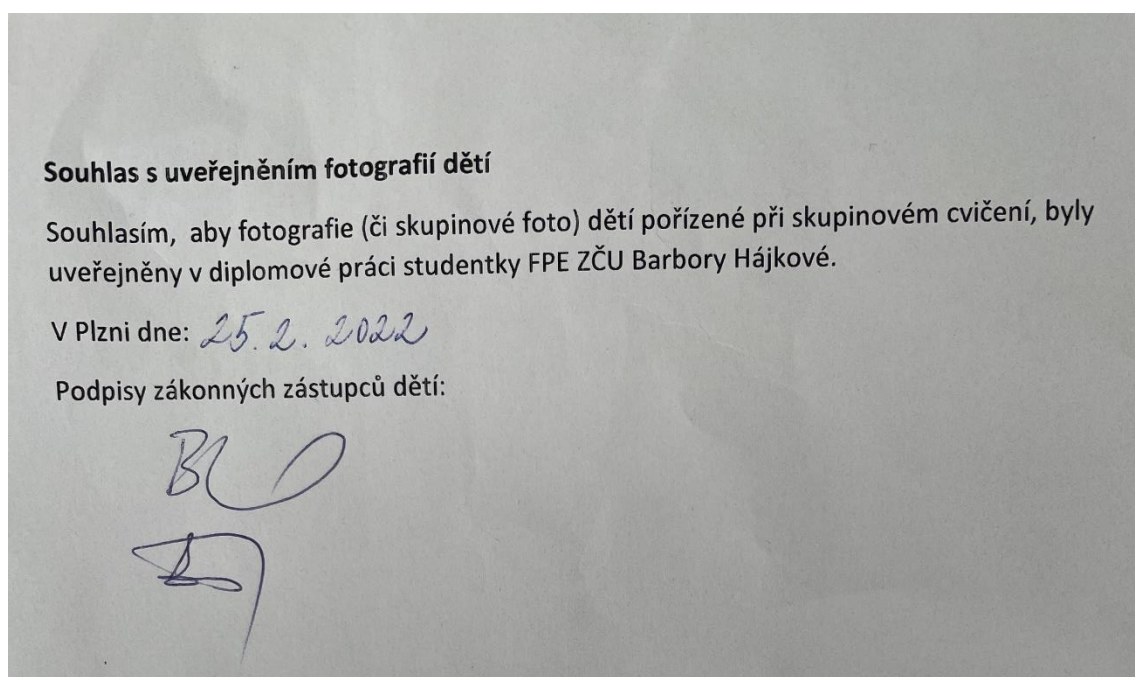 Souhlas s uveřejněním fotografií dětí
Souhlasím, aby fotografie (či skupinové foto) dětí pořízené při skupinovém cvičení, byly
uveřejněny v diplomové práci studentky FPE ZČU Barbory Hájkové.
V Plzni dne: 25. 2. 2022
Podpisy zákonných zástupců dětí: